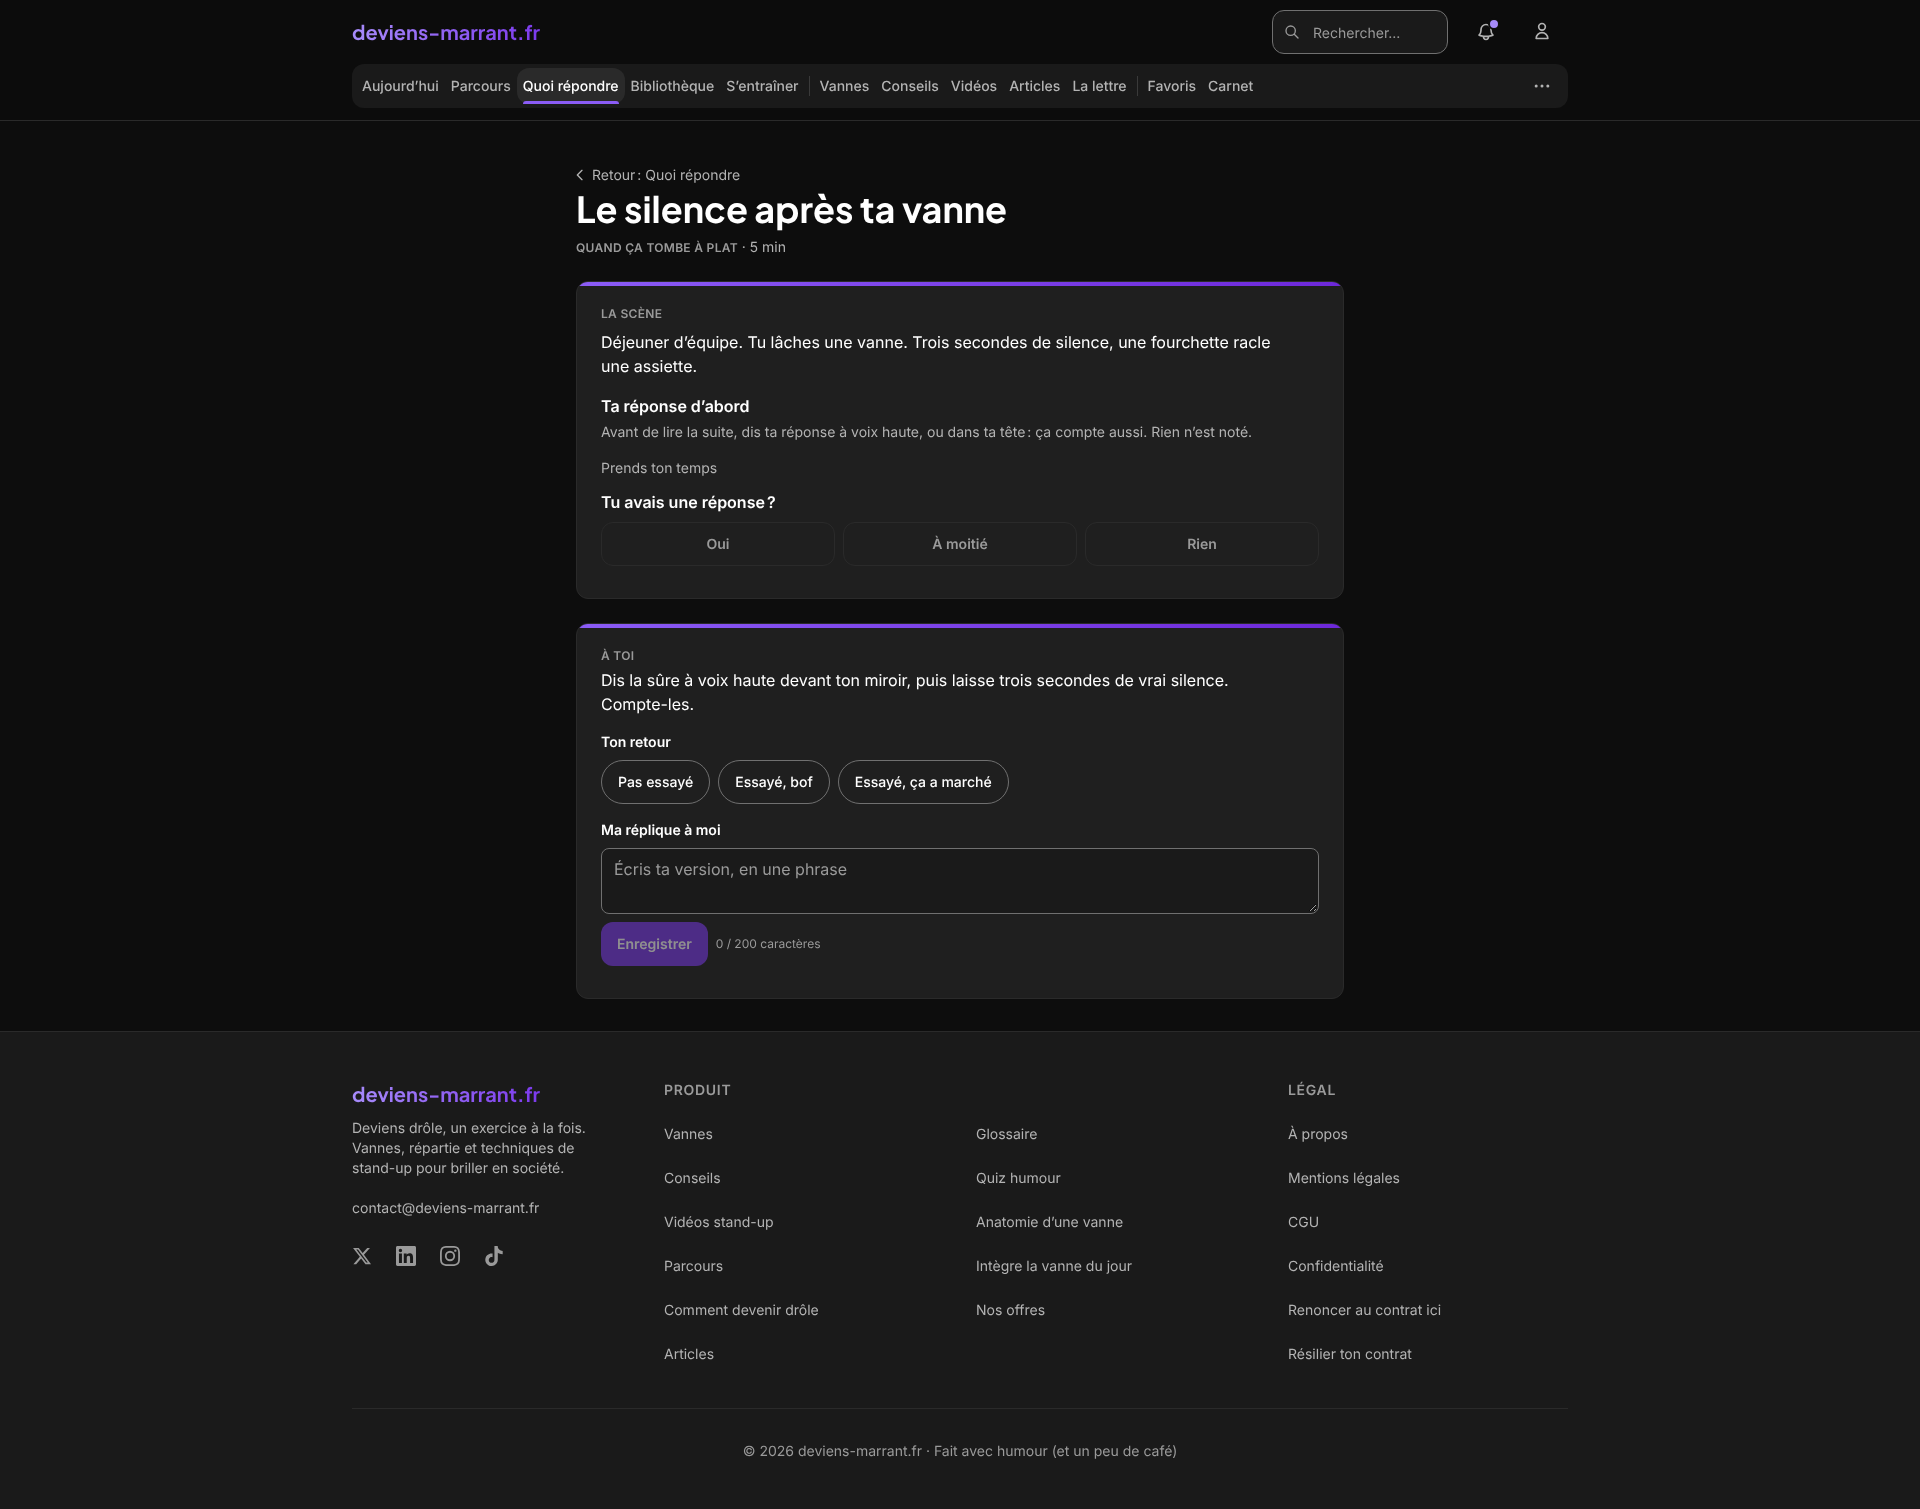 deviens-marrant.fr
Rechercher...
Aujourd’hui Parcours Quoi répondre Bibliothèque S’entraîner Vannes Conseils Vidéos Articles La lettre Favoris Carnet
Retour : Quoi répondre
Le silence après ta vanne
QUAND ÇA TOMBE À PLAT · 5 min
LA SCÈNE
Déjeuner d’équipe. Tu lâches une vanne. Trois secondes de silence, une fourchette racle
une assiette.
Ta réponse d’abord
Avant de lire la suite, dis ta réponse à voix haute, ou dans ta tête : ça compte aussi. Rien n’est noté.
Prends ton temps
Tu avais une réponse ?
Oui
À moitié
Rien
À TOI
Dis la sûre à voix haute devant ton miroir, puis laisse trois secondes de vrai silence.
Compte-les.
Ton retour
Pas essayé
Essayé, bof
Essayé, ça a marché
Ma réplique à moi
Écris ta version, en une phrase
Enregistrer
0 / 200 caractères
deviens-marrant.fr
Deviens drôle, un exercice à la fois.
Vannes, répartie et techniques de
stand-up pour briller en société.
contact@deviens-marrant.fr
PRODUIT
Vannes
Conseils
Vidéos stand-up
Parcours
Comment devenir drôle
Articles
Glossaire
Quiz humour
Anatomie d’une vanne
Intègre la vanne du jour
Nos offres
LÉGAL
À propos
Mentions légales
CGU
Confidentialité
Renoncer au contrat ici
Résilier ton contrat
© 2026 deviens-marrant.fr · Fait avec humour (et un peu de café)